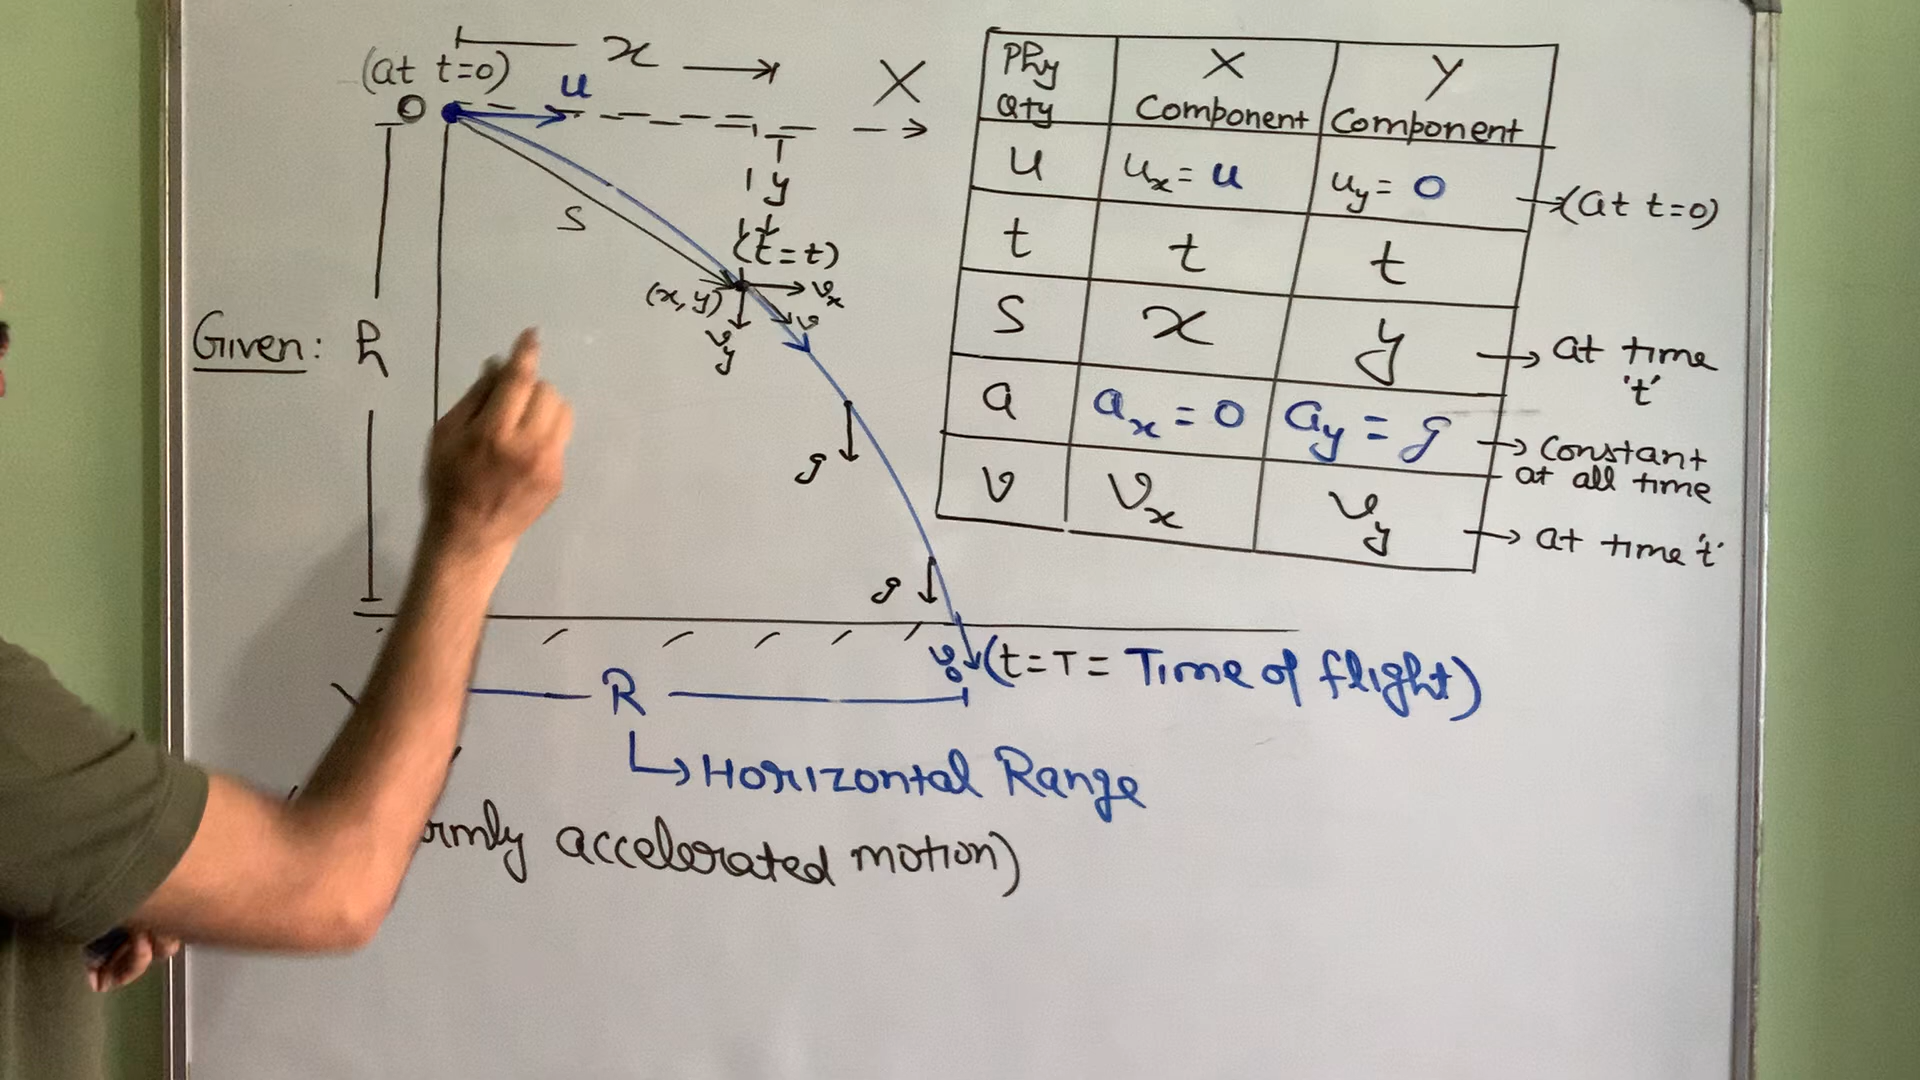 x
(at t=0)
u
X
O
y
S
(t=t)
(x,y)
vx
v
vy
Given: h
g
g
(t=T= Time of flight)
R
Horizontal Range
accelerated motion)
Phy Qty X Component Y Component
u ux = u uy = 0 →(at t=0)
t t t
S x y → at time 't'
a ax = 0 ay = g → Constant at all time
v vx vy → at time 't'